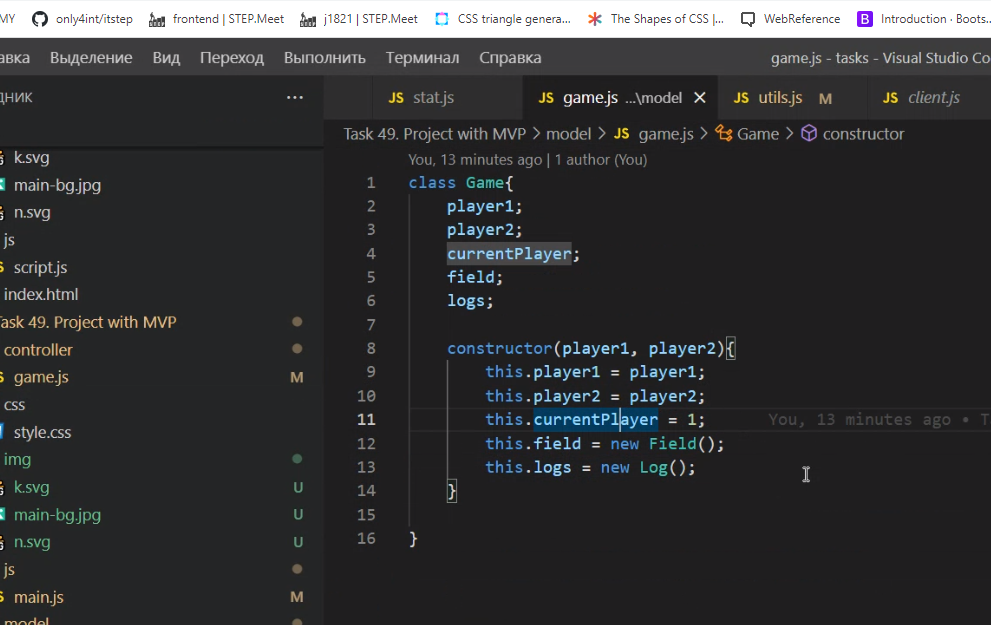 MY only4int/itstep frontend | STEP.Meet j1821 | STEP.Meet CSS triangle genera... The Shapes of CSS |... WebReference B Introduction · Boots...
авка Выделение Вид Переход Выполнить Терминал Справка game.js - tasks - Visual Studio Co
дник ...
JS stat.js JS game.js ...\model JS utils.js M JS client.js
Task 49. Project with MVP > model > JS game.js > Game > constructor
You, 13 minutes ago | 1 author (You)
k.svg
main-bg.jpg
n.svg
js
script.js
index.html
Task 49. Project with MVP
controller
game.js M
css
style.css
img
k.svg U
main-bg.jpg U
n.svg U
js
main.js M
model
1 class Game{
2 player1;
3 player2;
4 currentPlayer;
5 field;
6 logs;
7
8 constructor(player1, player2){
9 this.player1 = player1;
10 this.player2 = player2;
11 this.currentPlayer = 1; You, 13 minutes ago • T
12 this.field = new Field();
13 this.logs = new Log();
14 }
15
16 }